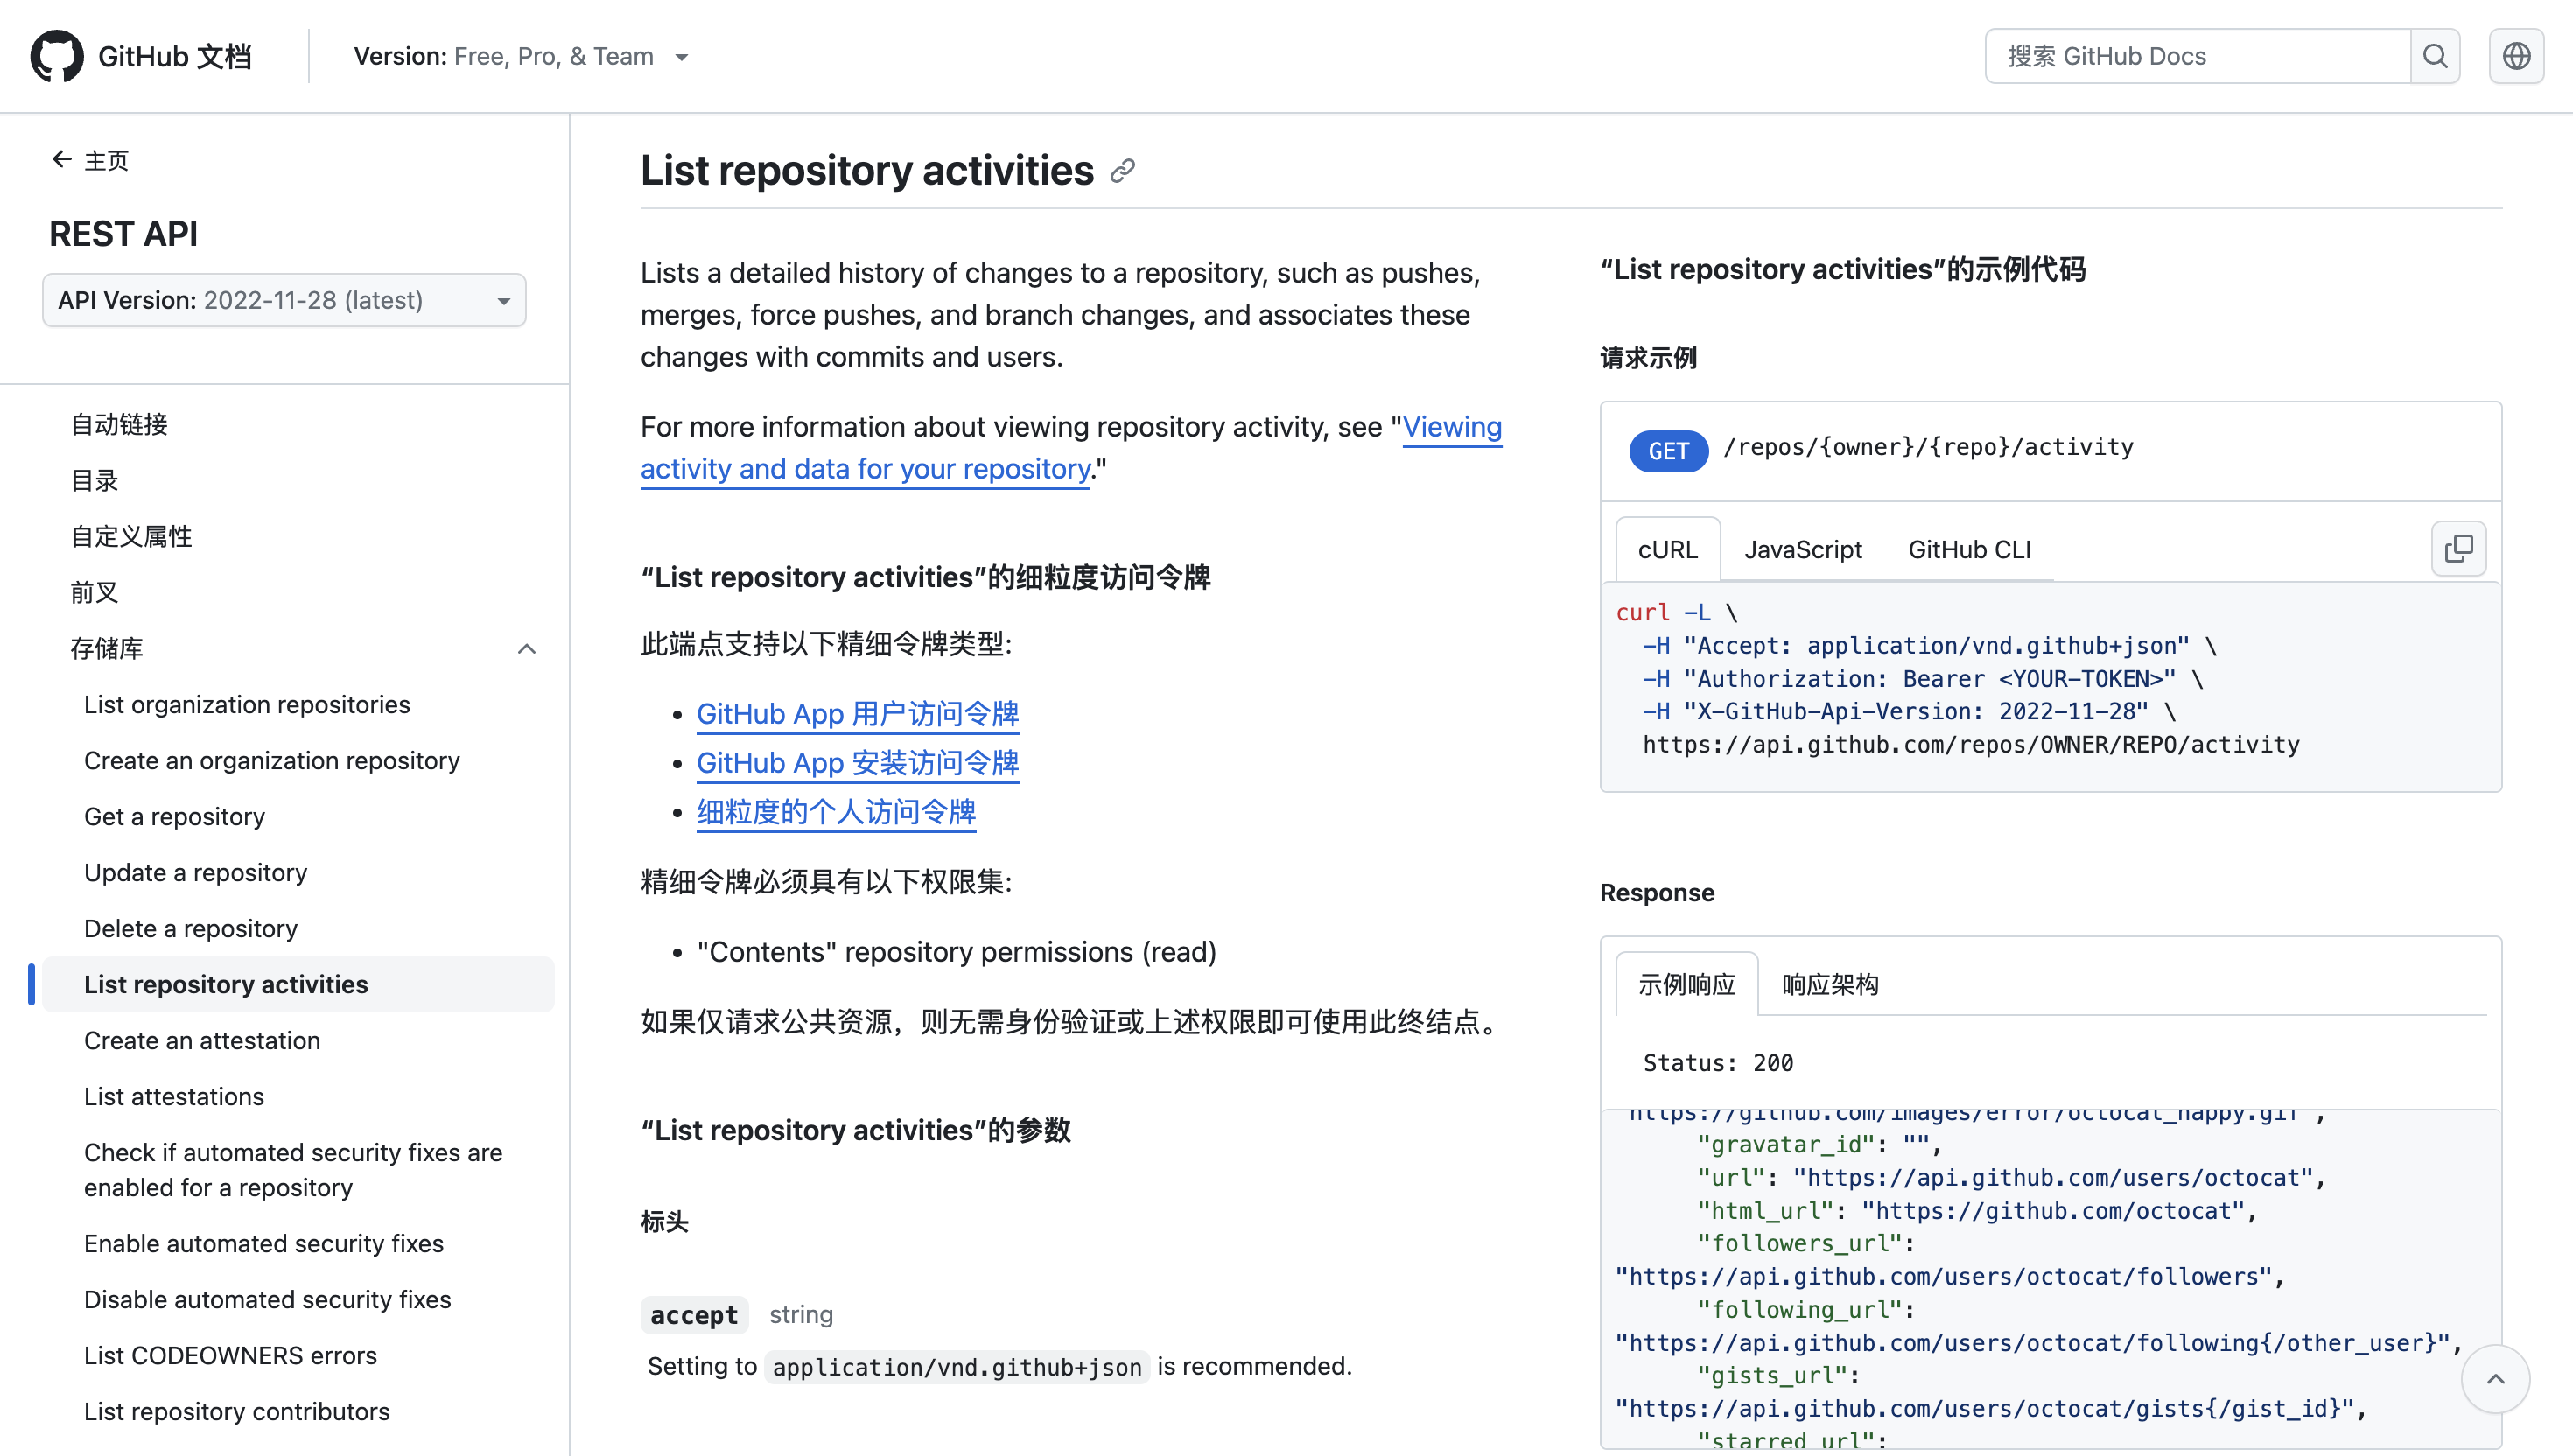 GitHub 文档
Version: Free, Pro, & Team
搜索 GitHub Docs
主页
REST API
API Version: 2022-11-28 (latest)
自动链接
目录
自定义属性
前叉
存储库
List organization repositories
Create an organization repository
Get a repository
Update a repository
Delete a repository
List repository activities
Create an attestation
List attestations
Check if automated security fixes are
enabled for a repository
Enable automated security fixes
Disable automated security fixes
List CODEOWNERS errors
List repository contributors
List repository activities
Lists a detailed history of changes to a repository, such as pushes,
merges, force pushes, and branch changes, and associates these
changes with commits and users.
For more information about viewing repository activity, see "Viewing
activity and data for your repository."
“List repository activities”的细粒度访问令牌
此端点支持以下精细令牌类型:
GitHub App 用户访问令牌
GitHub App 安装访问令牌
细粒度的个人访问令牌
精细令牌必须具有以下权限集:
"Contents" repository permissions (read)
如果仅请求公共资源，则无需身份验证或上述权限即可使用此终结点。
“List repository activities”的参数
标头
accept string
Setting to application/vnd.github+json is recommended.
“List repository activities”的示例代码
请求示例
GET /repos/{owner}/{repo}/activity
cURL JavaScript GitHub CLI
curl -L \
-H "Accept: application/vnd.github+json" \
-H "Authorization: Bearer <YOUR-TOKEN>" \
-H "X-GitHub-Api-Version: 2022-11-28" \
https://api.github.com/repos/OWNER/REPO/activity
Response
示例响应 响应架构
Status: 200
"https://github.com/images/error/octocat_happy.gif",
"gravatar_id": "",
"url": "https://api.github.com/users/octocat",
"html_url": "https://github.com/octocat",
"followers_url":
"https://api.github.com/users/octocat/followers",
"following_url":
"https://api.github.com/users/octocat/following{/other_user}",
"gists_url":
"https://api.github.com/users/octocat/gists{/gist_id}",
"starred_url":